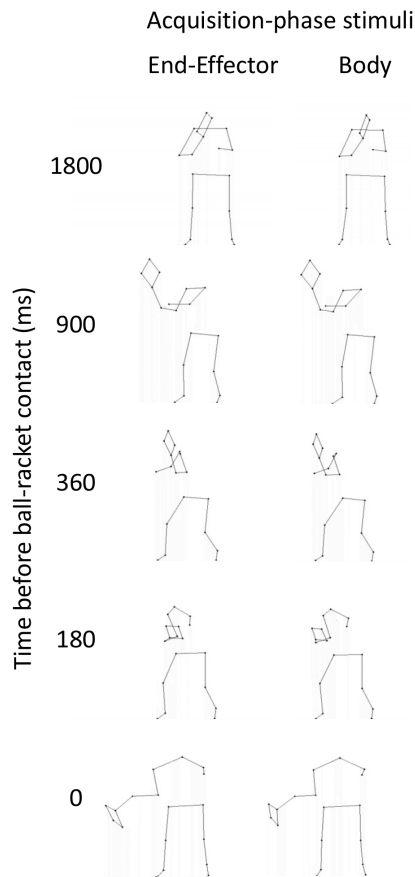 Acquisition-phase stimuli
End-Effector Body
1800
900
360
180
0
Time before ball-racket contact (ms)